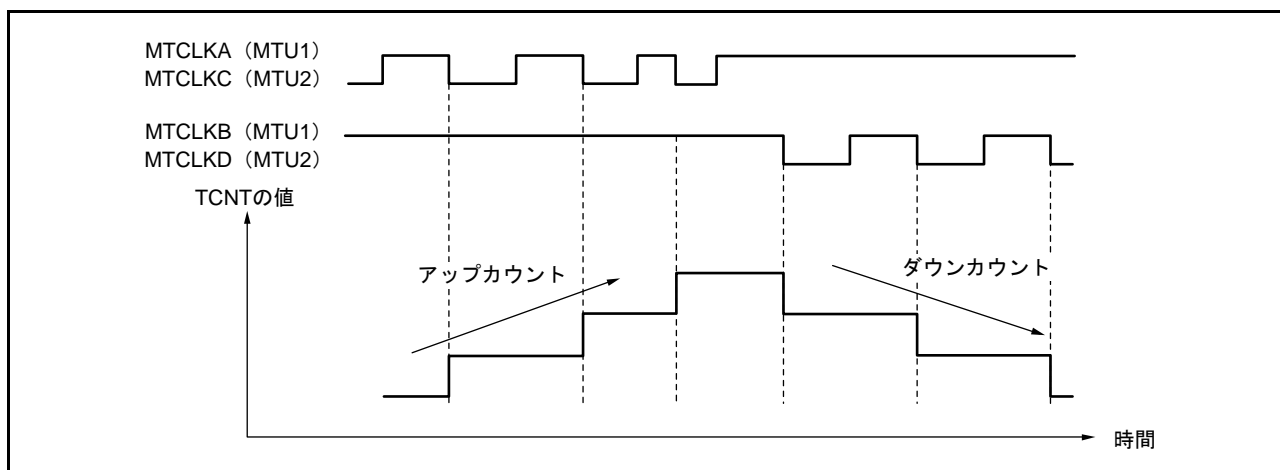 MTCLKA（MTU1）
MTCLKC（MTU2）
MTCLKB（MTU1）
MTCLKD（MTU2）
TCNTの値
アップカウント
ダウンカウント
時間